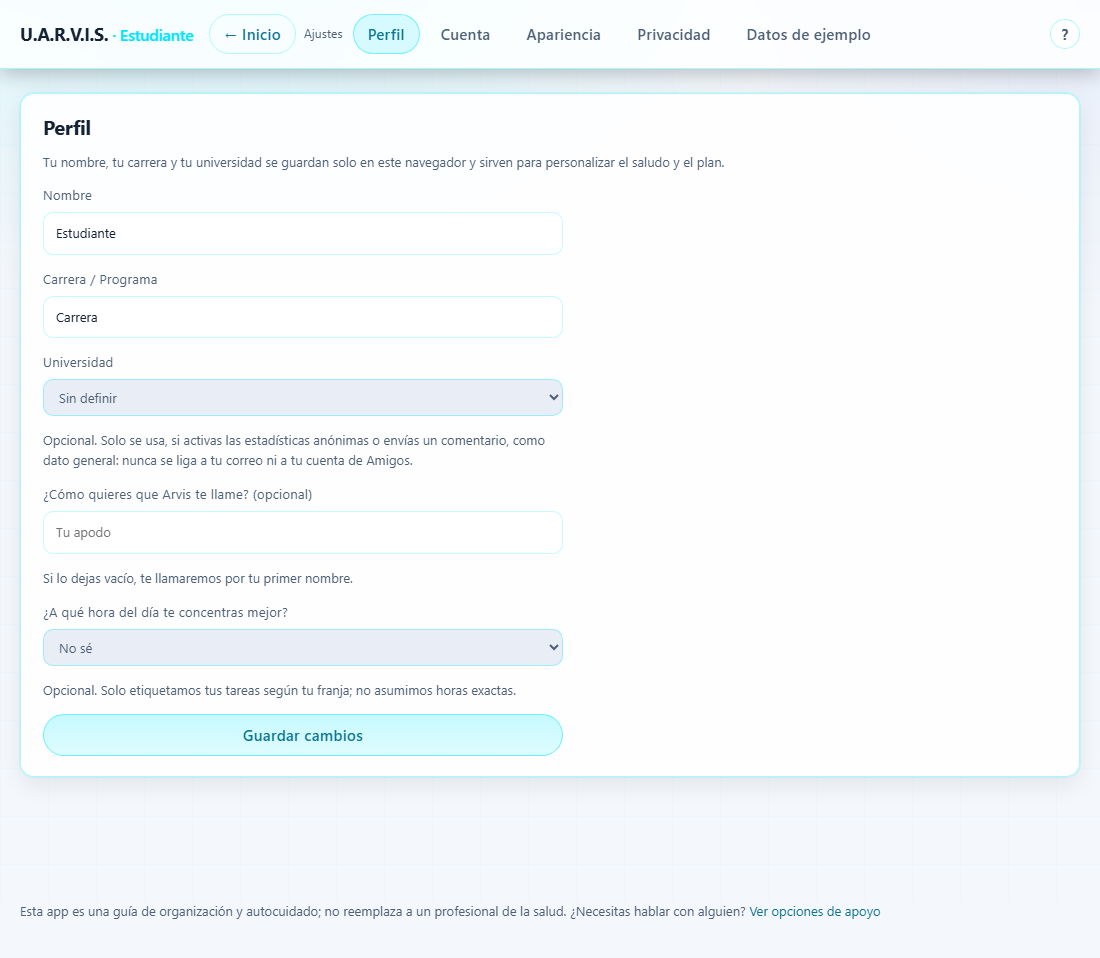 U.A.R.V.I.S. · Estudiante
← Inicio
Ajustes
Perfil
Cuenta
Apariencia
Privacidad
Datos de ejemplo
?
Perfil
Tu nombre, tu carrera y tu universidad se guardan solo en este navegador y sirven para personalizar el saludo y el plan.
Nombre
Estudiante
Carrera / Programa
Carrera
Universidad
Sin definir
Opcional. Solo se usa, si activas las estadísticas anónimas o envías un comentario, como
dato general: nunca se liga a tu correo ni a tu cuenta de Amigos.
¿Cómo quieres que Arvis te llame? (opcional)
Tu apodo
Si lo dejas vacío, te llamaremos por tu primer nombre.
¿A qué hora del día te concentras mejor?
No sé
Opcional. Solo etiquetamos tus tareas según tu franja; no asumimos horas exactas.
Guardar cambios
Esta app es una guía de organización y autocuidado; no reemplaza a un profesional de la salud. ¿Necesitas hablar con alguien? Ver opciones de apoyo